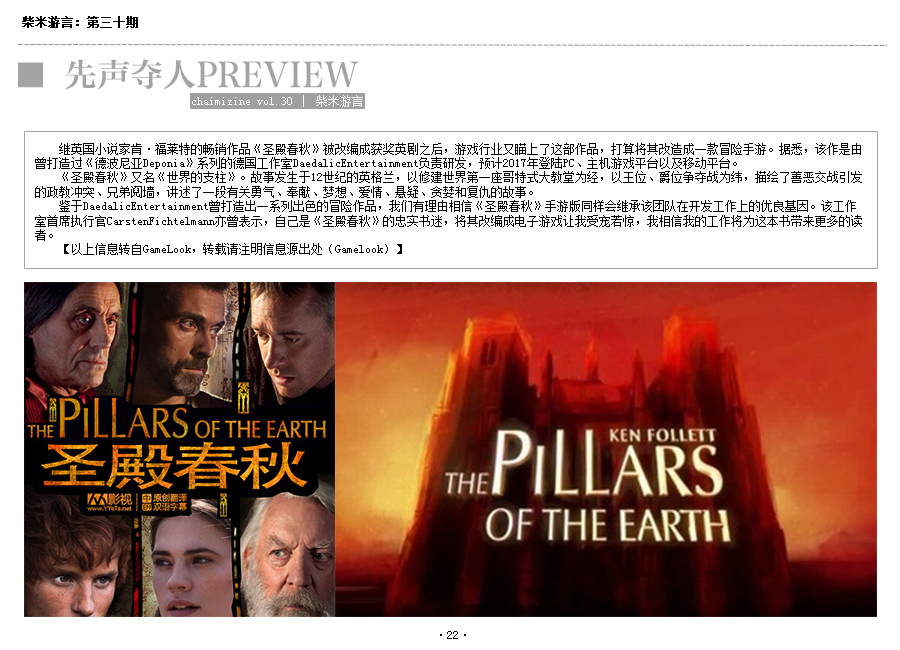 柴米游言：第三十期
先声夺人PREVIEW
chaimizine vol.30 | 柴米游言
继英国小说家肯·福莱特的畅销作品《圣殿春秋》被改编成获奖英剧之后，游戏行业又瞄上了这部作品，打算将其改造成一款冒险手游。据悉，该作是由
曾打造过《德波尼亚Deponia》系列的德国工作室DaedalicEntertainment负责研发，预计2017年登陆PC、主机游戏平台以及移动平台。
《圣殿春秋》又名《世界的支柱》。故事发生于12世纪的英格兰，以修建世界第一座哥特式大教堂为经，以王位、爵位争夺战为纬，描绘了善恶交战引发
的政教冲突、兄弟阋墙，讲述了一段有关勇气、奉献、梦想、爱情、悬疑、贪婪和复仇的故事。
鉴于DaedalicEntertainment曾打造出一系列出色的冒险作品，我们有理由相信《圣殿春秋》手游版同样会继承该团队在开发工作上的优良基因。该工作
室首席执行官CarstenFichtelmann亦曾表示，自己是《圣殿春秋》的忠实书迷，将其改编成电子游戏让我受宠若惊，我相信我的工作将为这本书带来更多的读
者。
【以上信息转自GameLook，转载请注明信息源出处（Gamelook）】
THE PILLARS OF THE EARTH
圣殿春秋
影视
www.YYeTs.net
原创翻译
双语字幕
KEN FOLLETT
THE PILLARS
OF THE EARTH
·22·